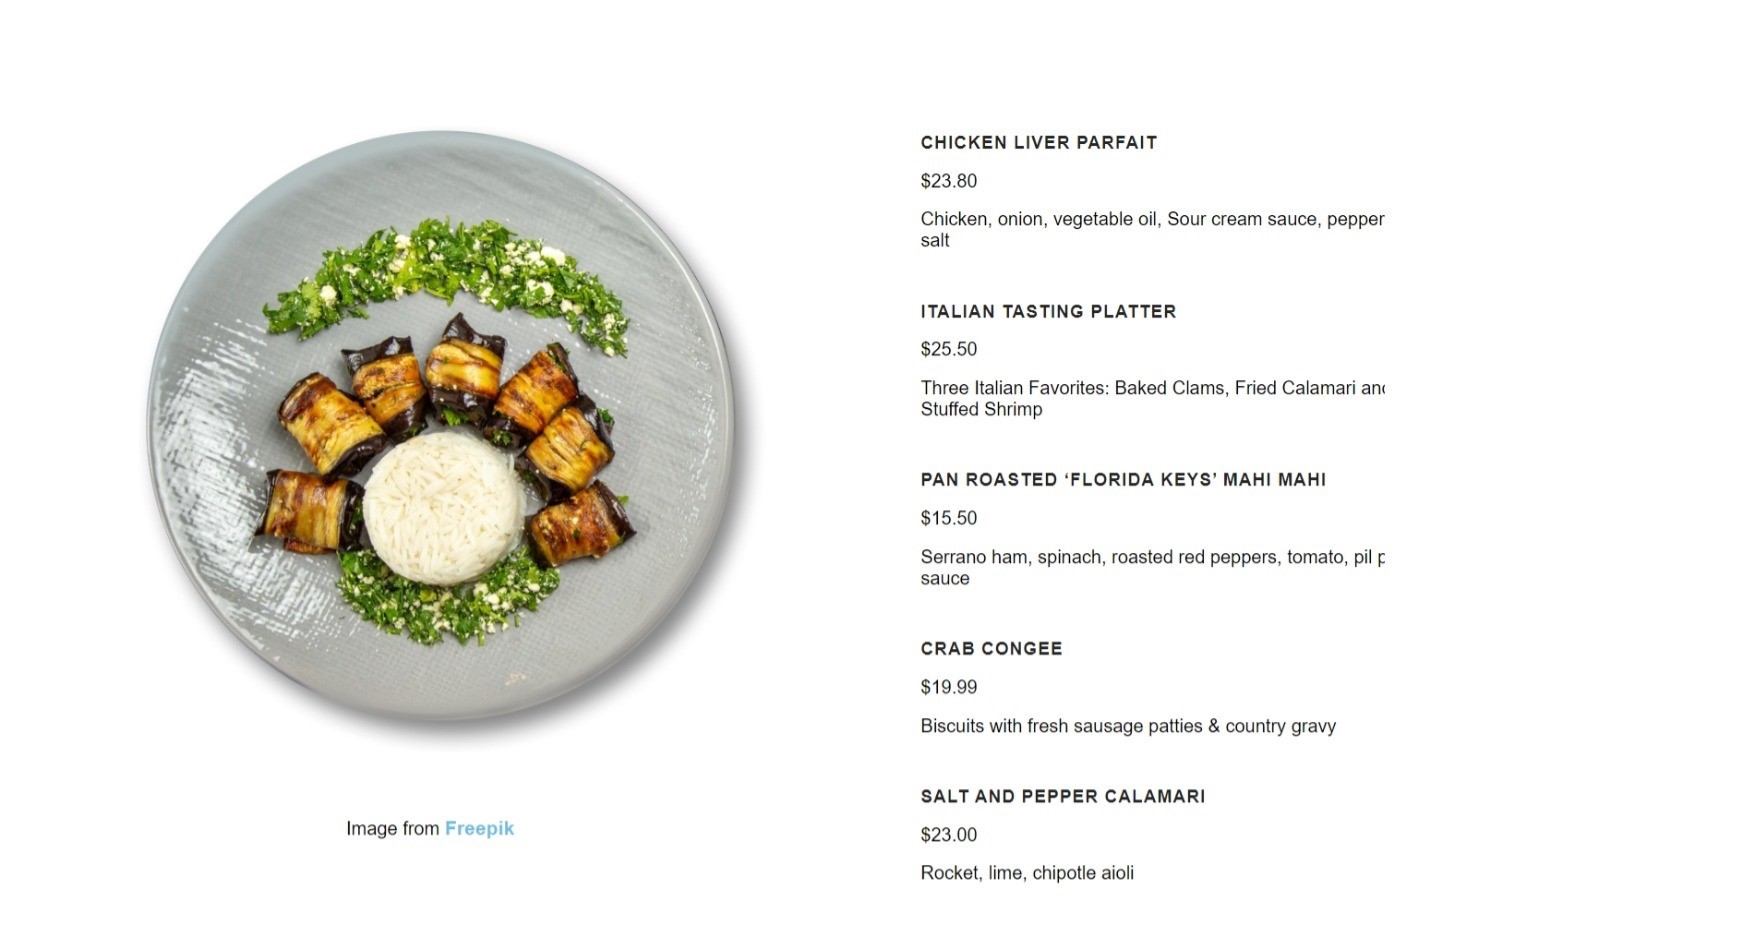 CHICKEN LIVER PARFAIT
$23.80
Chicken, onion, vegetable oil, Sour cream sauce, pepper
salt
ITALIAN TASTING PLATTER
$25.50
Three Italian Favorites: Baked Clams, Fried Calamari and
Stuffed Shrimp
PAN ROASTED ‘FLORIDA KEYS’ MAHI MAHI
$15.50
Serrano ham, spinach, roasted red peppers, tomato, pil p
sauce
CRAB CONGEE
$19.99
Biscuits with fresh sausage patties & country gravy
SALT AND PEPPER CALAMARI
$23.00
Rocket, lime, chipotle aioli
Image from Freepik